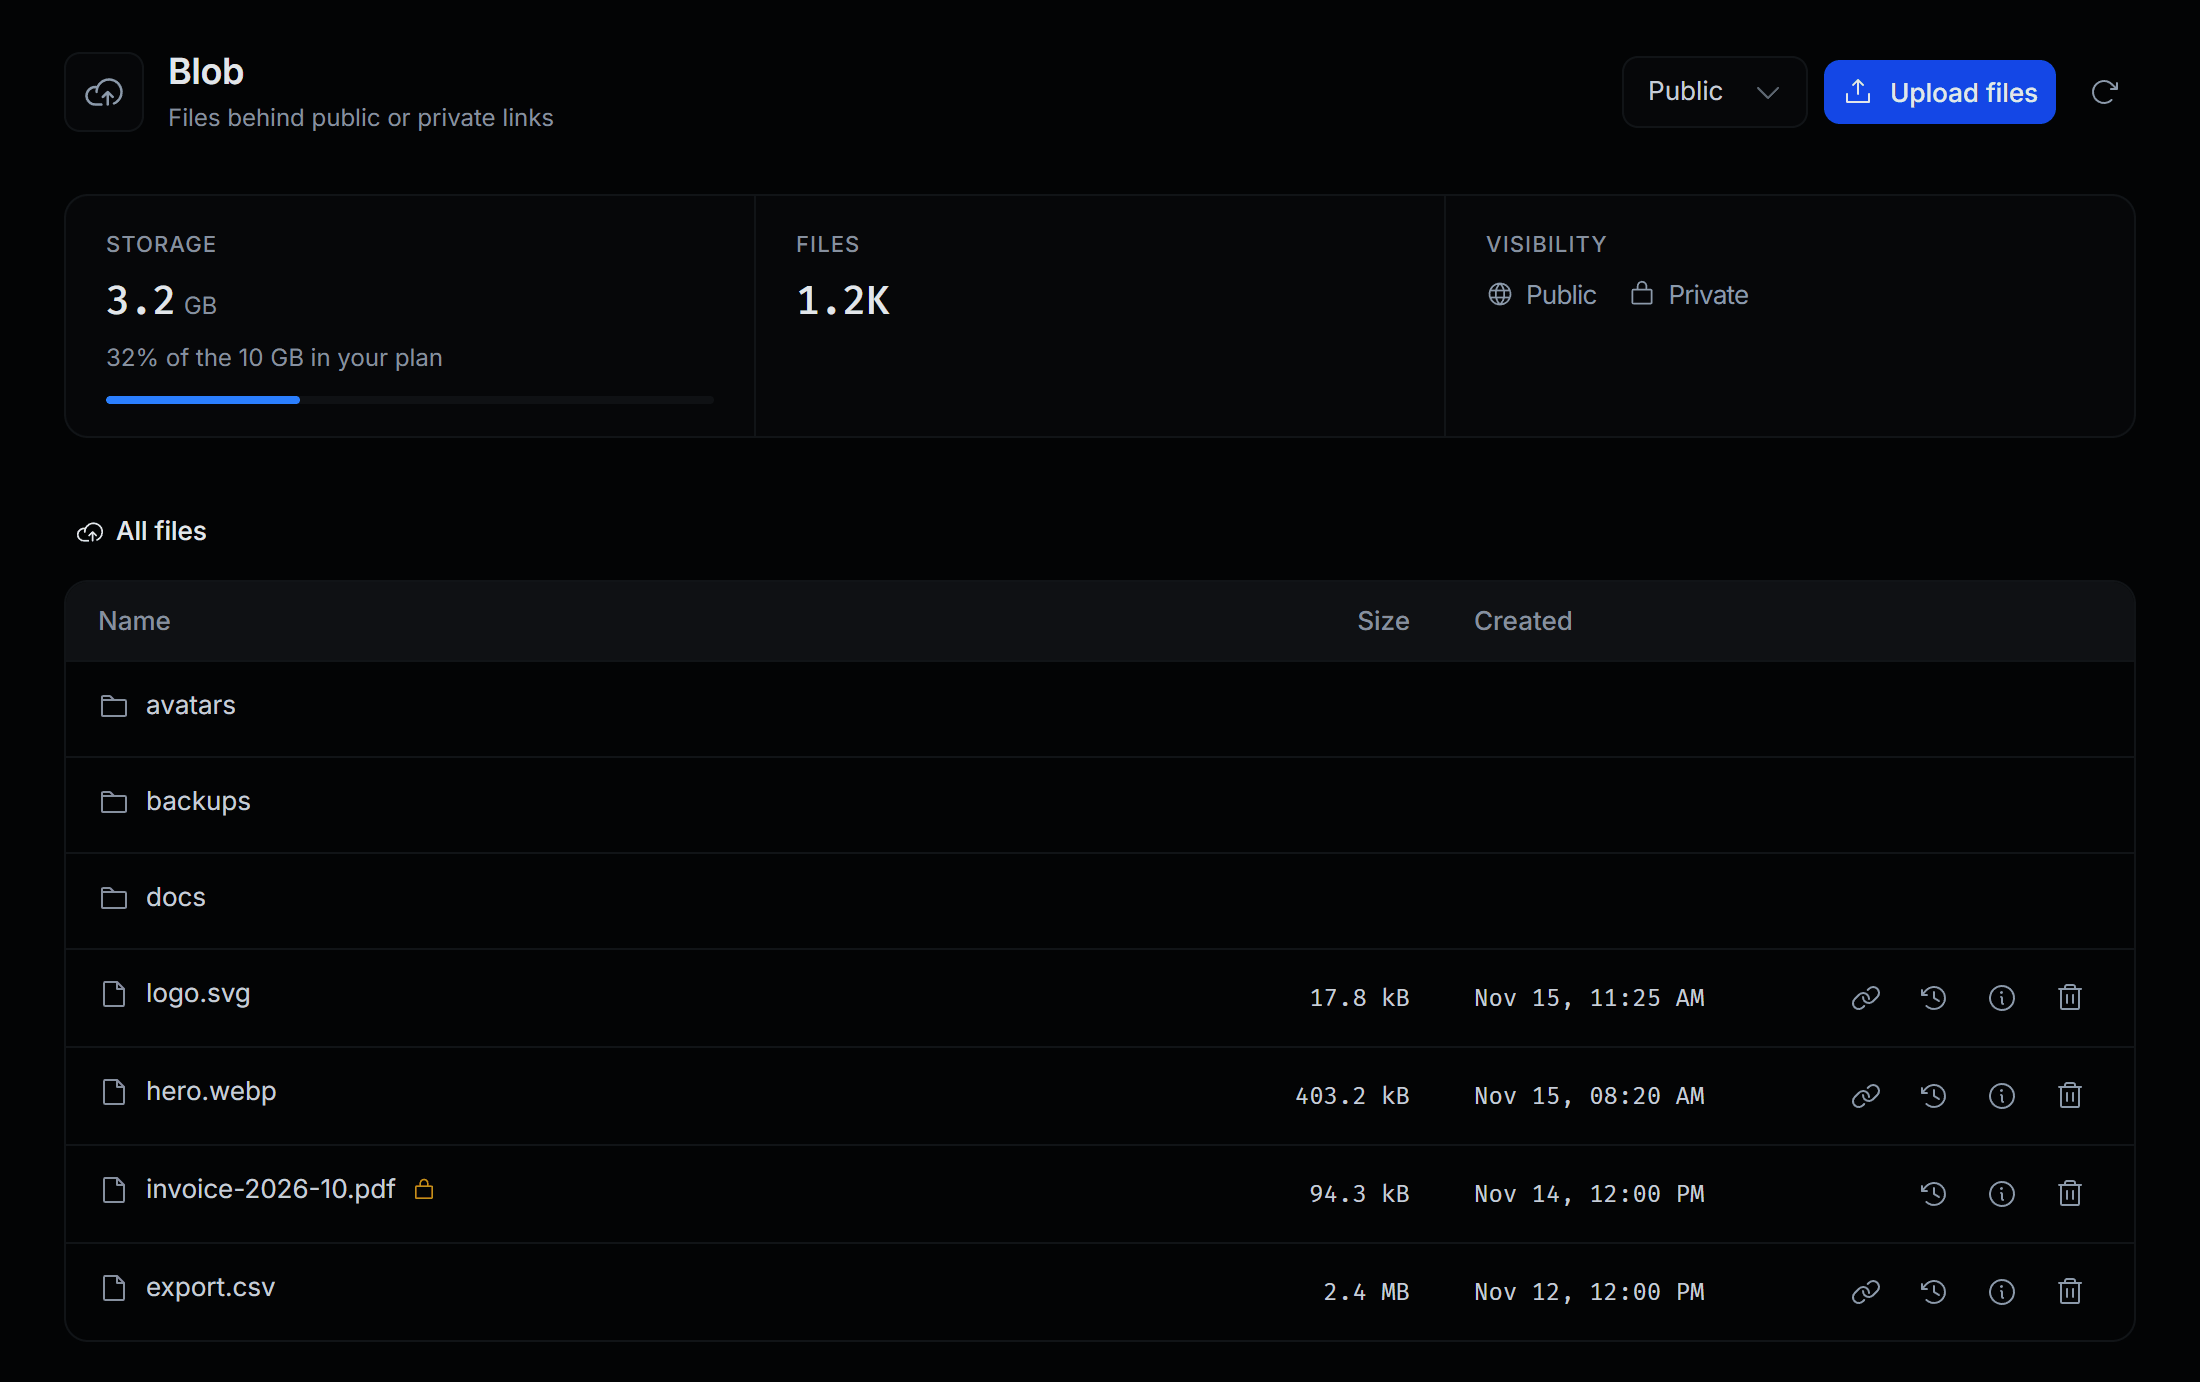 Blob
Files behind public or private links
Public
Upload files
STORAGE
3.2 GB
32% of the 10 GB in your plan
FILES
1.2K
VISIBILITY
Public Private
All files
Name Size Created
avatars
backups
docs
logo.svg 17.8 kB Nov 15, 11:25 AM
hero.webp 403.2 kB Nov 15, 08:20 AM
invoice-2026-10.pdf 94.3 kB Nov 14, 12:00 PM
export.csv 2.4 MB Nov 12, 12:00 PM